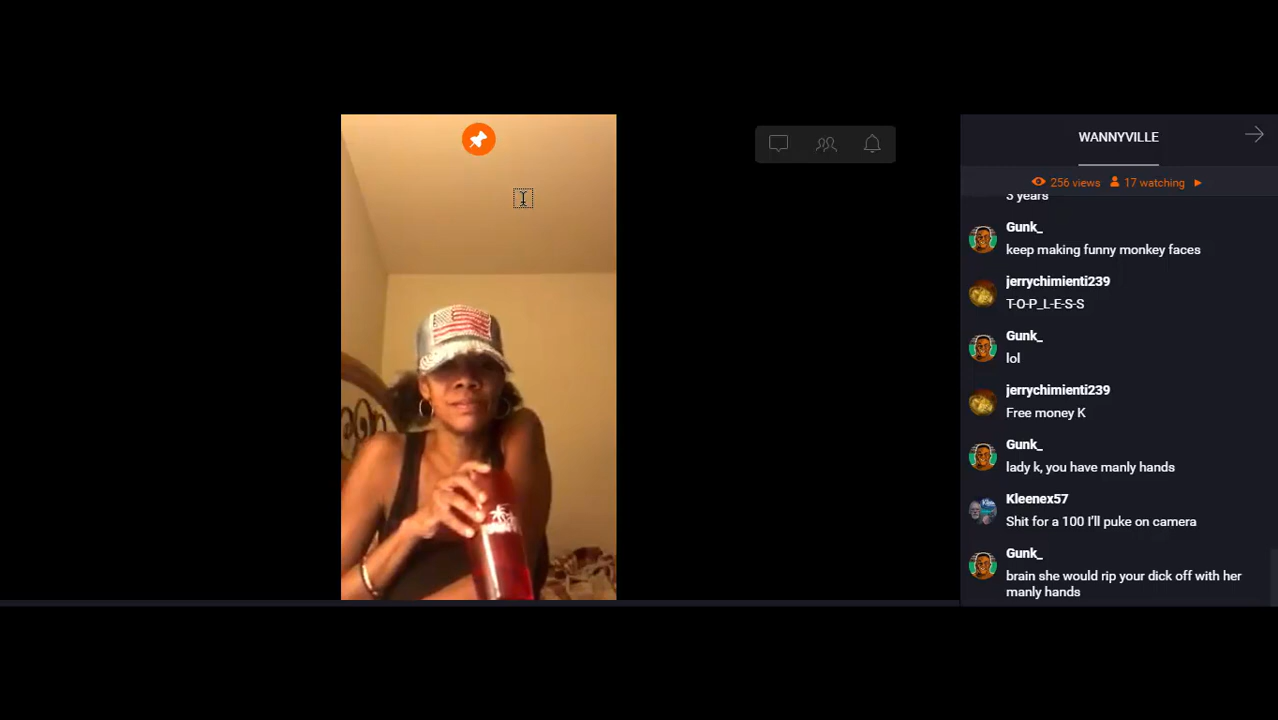 WANNYVILLE
256 views 17 watching
3 years
Gunk_
keep making funny monkey faces
jerrychimienti239
T-O-P_L-E-S-S
Gunk_
lol
jerrychimienti239
Free money K
Gunk_
lady k, you have manly hands
Kleenex57
Shit for a 100 I'll puke on camera
Gunk_
brain she would rip your dick off with her
manly hands